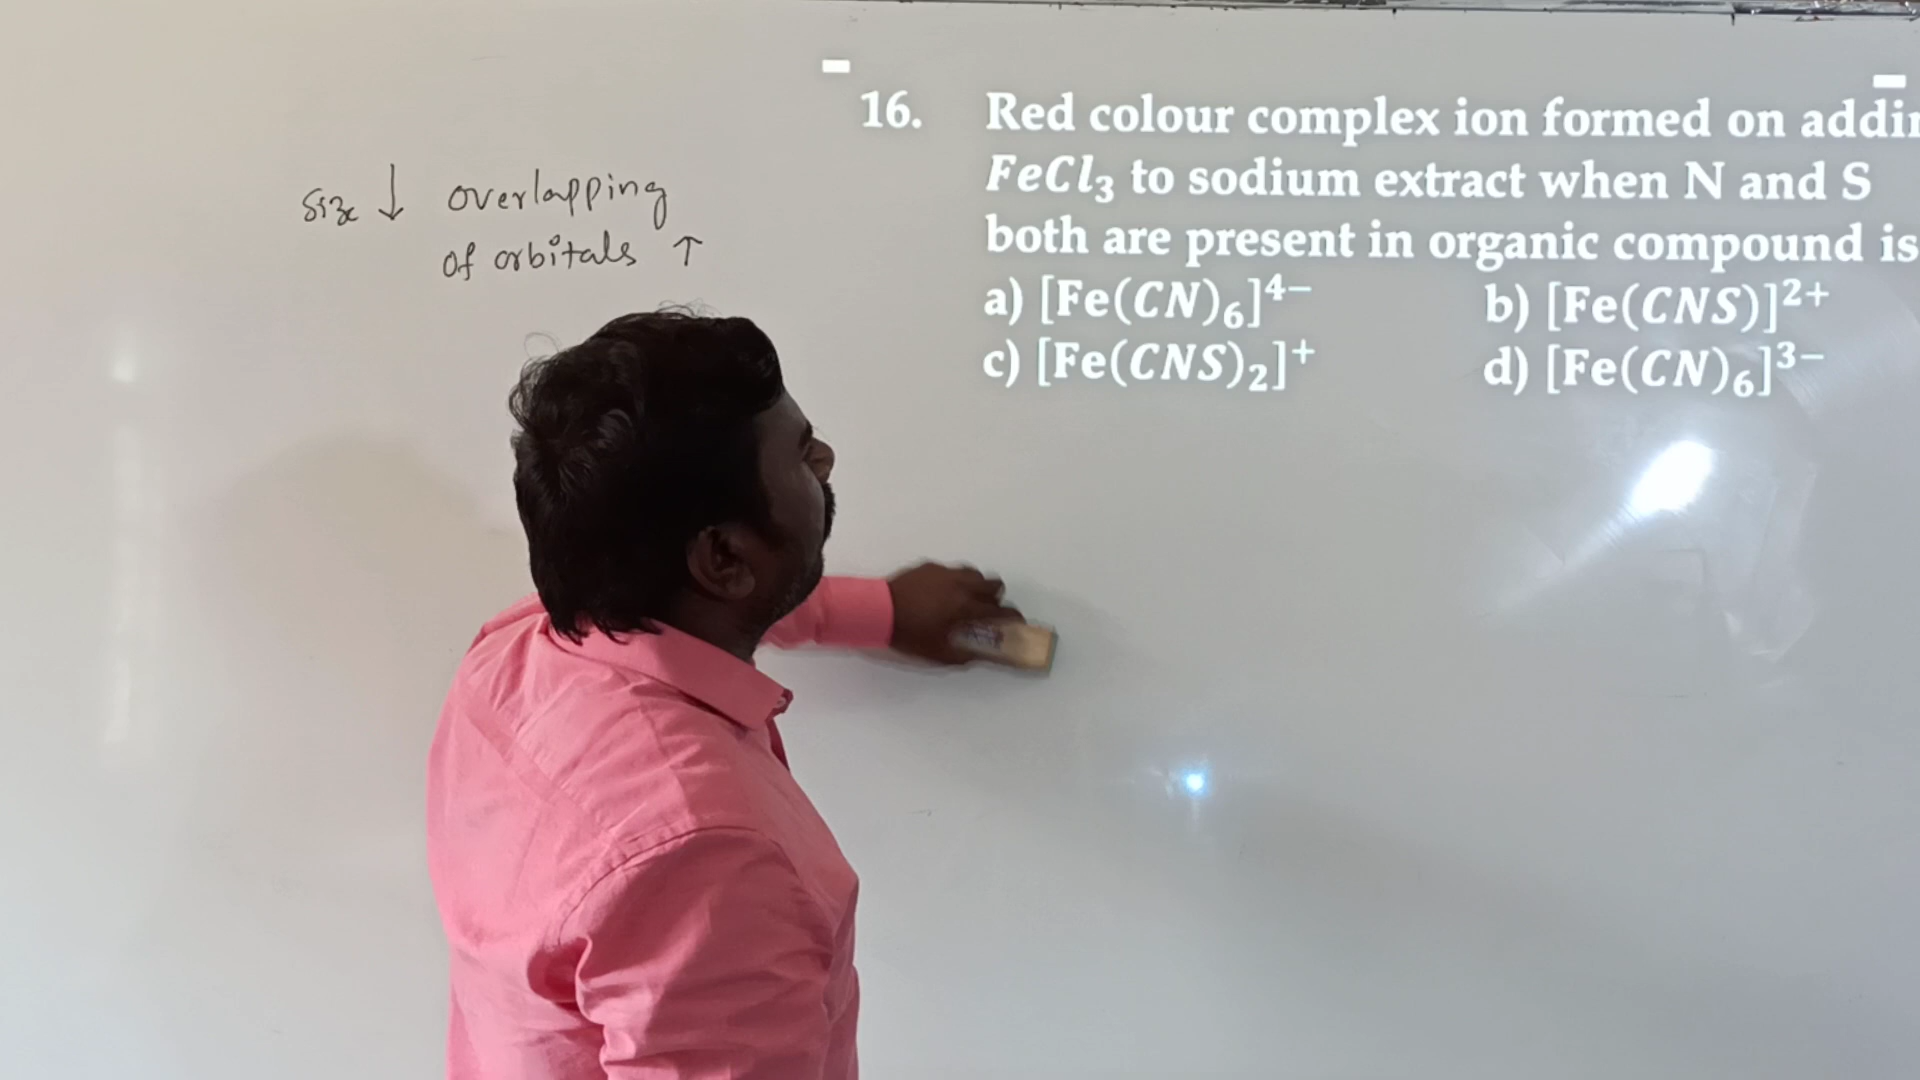 size ↓ overlapping
of orbitals ↑
16. Red colour complex ion formed on addin
FeCl₃ to sodium extract when N and S
both are present in organic compound is
a) [Fe(CN)₆]⁴⁻ b) [Fe(CNS)]²⁺
c) [Fe(CNS)₂]⁺ d) [Fe(CN)₆]³⁻